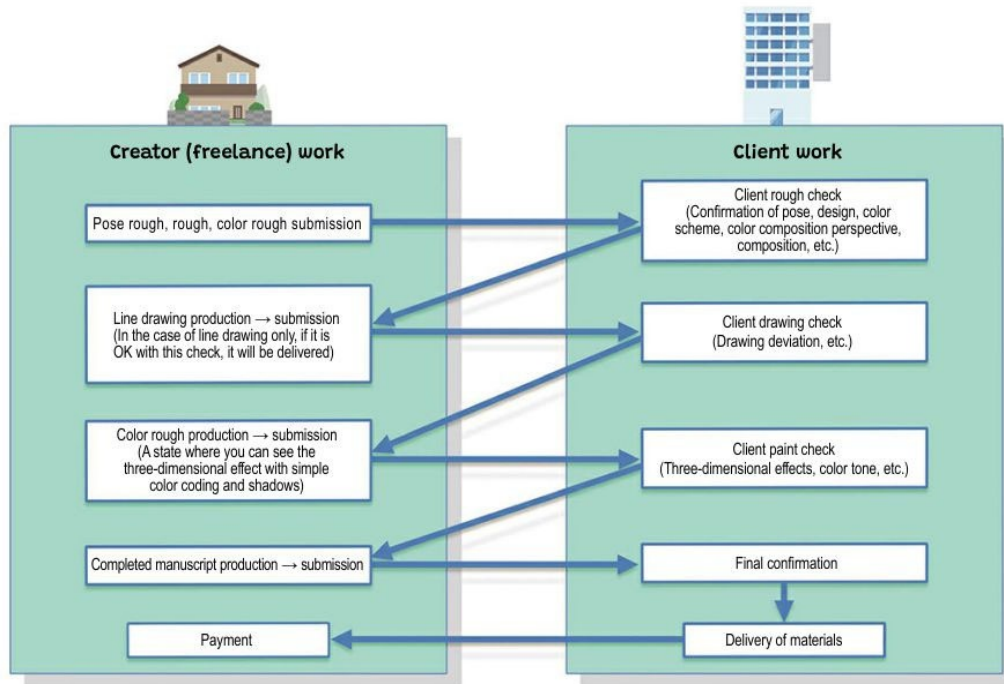 Creator (freelance) work
Pose rough, rough, color rough submission
Line drawing production → submission
(In the case of line drawing only, if it is
OK with this check, it will be delivered)
Color rough production → submission
(A state where you can see the
three-dimensional effect with simple
color coding and shadows)
Completed manuscript production → submission
Payment
Client work
Client rough check
(Confirmation of pose, design, color
scheme, color composition perspective,
composition, etc.)
Client drawing check
(Drawing deviation, etc.)
Client paint check
(Three-dimensional effects, color tone, etc.)
Final confirmation
Delivery of materials